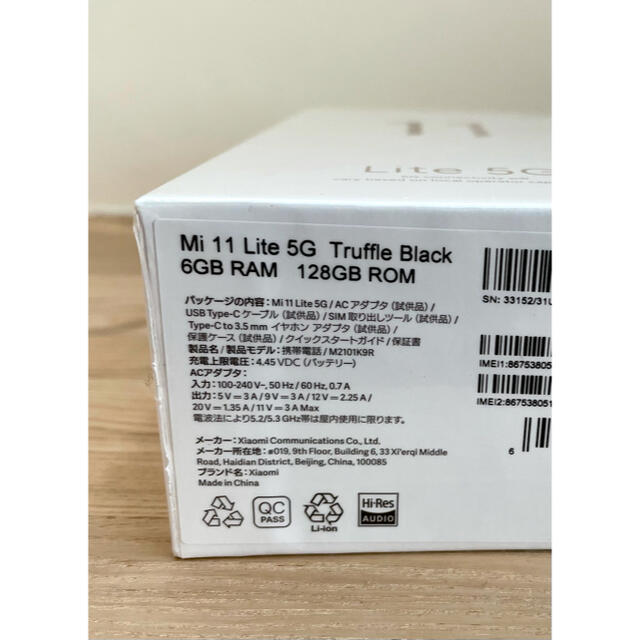 11
Lite 5G
Mi 11 Lite 5G Truffle Black
6GB RAM 128GB ROM
パッケージの内容: Mi 11 Lite 5G / AC アダプタ (試供品) /
USB Type-C ケーブル (試供品) / SIM 取り出しツール (試供品) /
Type-C to 3.5 mm イヤホン アダプタ (試供品) /
保護ケース (試供品) / クイックスタートガイド / 保証書
製品名 / 製品モデル: 携帯電話 / M2101K9R
充電上限電圧: 4.45 VDC (バッテリー)
ACアダプタ:
入力: 100-240 V~, 50 Hz / 60 Hz, 0.7 A
出力: 5 V⎓3 A / 9 V⎓3 A / 12 V⎓2.25 A /
20 V⎓1.35 A / 11 V⎓3 A Max
電波法により5.2/5.3 GHz帯は屋内使用に限ります。
メーカー: Xiaomi Communications Co., Ltd.
メーカー所在地: #019, 9th Floor, Building 6, 33 Xi'erqi Middle
Road, Haidian District, Beijing, China, 100085
ブランド名: Xiaomi
Made in China
QC
PASS
Li-ion
Hi-Res
AUDIO
SN: 33152/31U
IMEI1:86753805
IMEI2:867538051
6